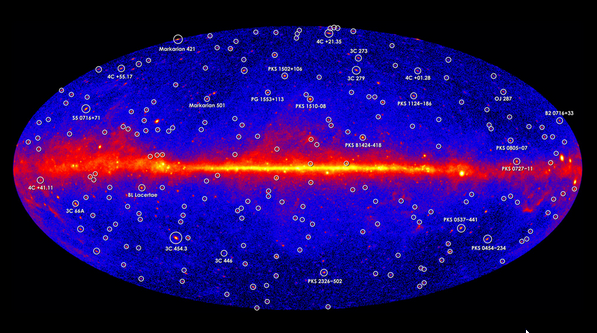 Markarian 421
4C +21.35
3C 273
4C +55.17
PKS 1502+106
3C 279
4C +01.28
Markarian 501
PG 1553+113
PKS 1510-08
PKS 1124-186
OJ 287
B2 0716+33
S5 0716+71
PKS B1424-418
PKS 0805-07
PKS 0727-11
4C +41.11
BL Lacertae
3C 66A
PKS 0537-441
3C 454.3
3C 446
PKS 0454-234
PKS 2326-502